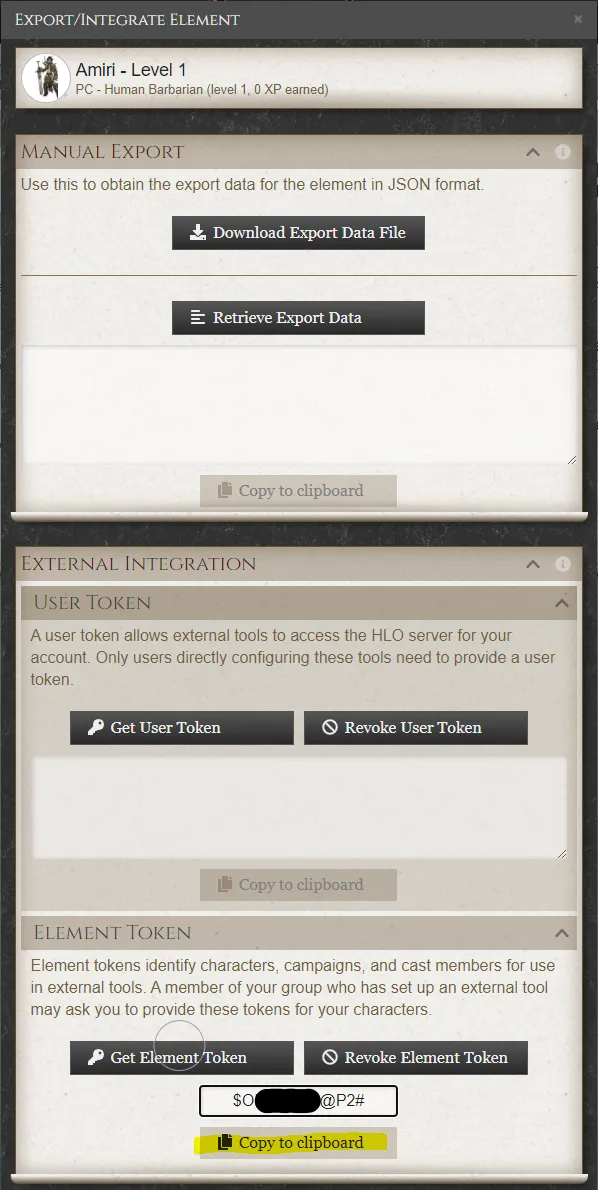 Export/Integrate Element
Amiri - Level 1
PC - Human Barbarian (level 1, 0 XP earned)
Manual Export
Use this to obtain the export data for the element in JSON format.
Download Export Data File
Retrieve Export Data
Copy to clipboard
External Integration
User Token
A user token allows external tools to access the HLO server for your
account. Only users directly configuring these tools need to provide a user
token.
Get User Token
Revoke User Token
Copy to clipboard
Element Token
Element tokens identify characters, campaigns, and cast members for use
in external tools. A member of your group who has set up an external tool
may ask you to provide these tokens for your characters.
Get Element Token
Revoke Element Token
$O @P2#
Copy to clipboard